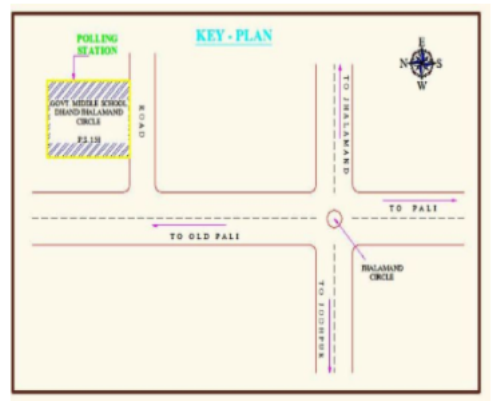 POLLING
STATION
KEY - PLAN
E
N
S
W
GOVT. MIDDLE SCHOOL
DHAND JHALAMAND
CIRCLE
ROAD
TO JHALAMAND
TO PALI
TO OLD PALI
JHALAMAND
CIRCLE
TO JODHPUR